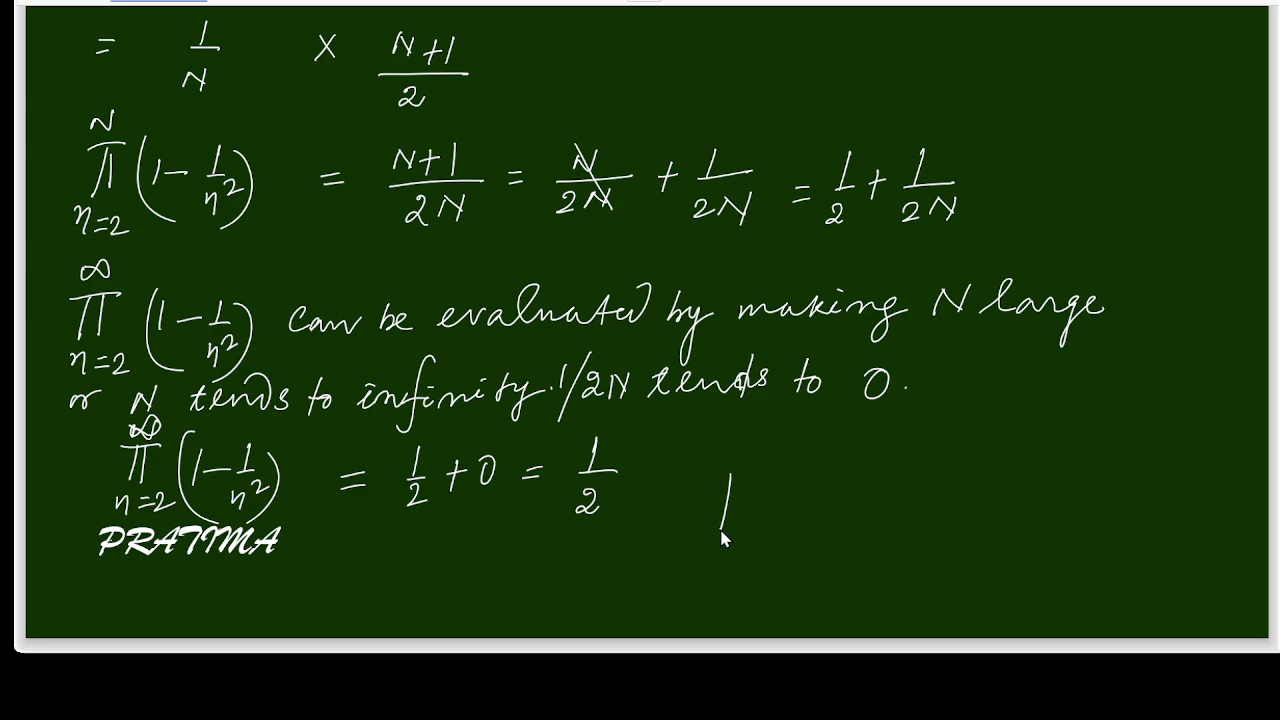 = 1/N × (N+1)/2
N ∏ n=2 (1 - 1/n²) = (N+1)/2N = N/2N + 1/2N = 1/2 + 1/2N
∞ ∏ n=2 (1 - 1/n²) can be evaluated by making N large
or N tends to infinity. 1/2N tends to 0.
∞ ∏ n=2 (1 - 1/n²) = 1/2 + 0 = 1/2
PRATIMA